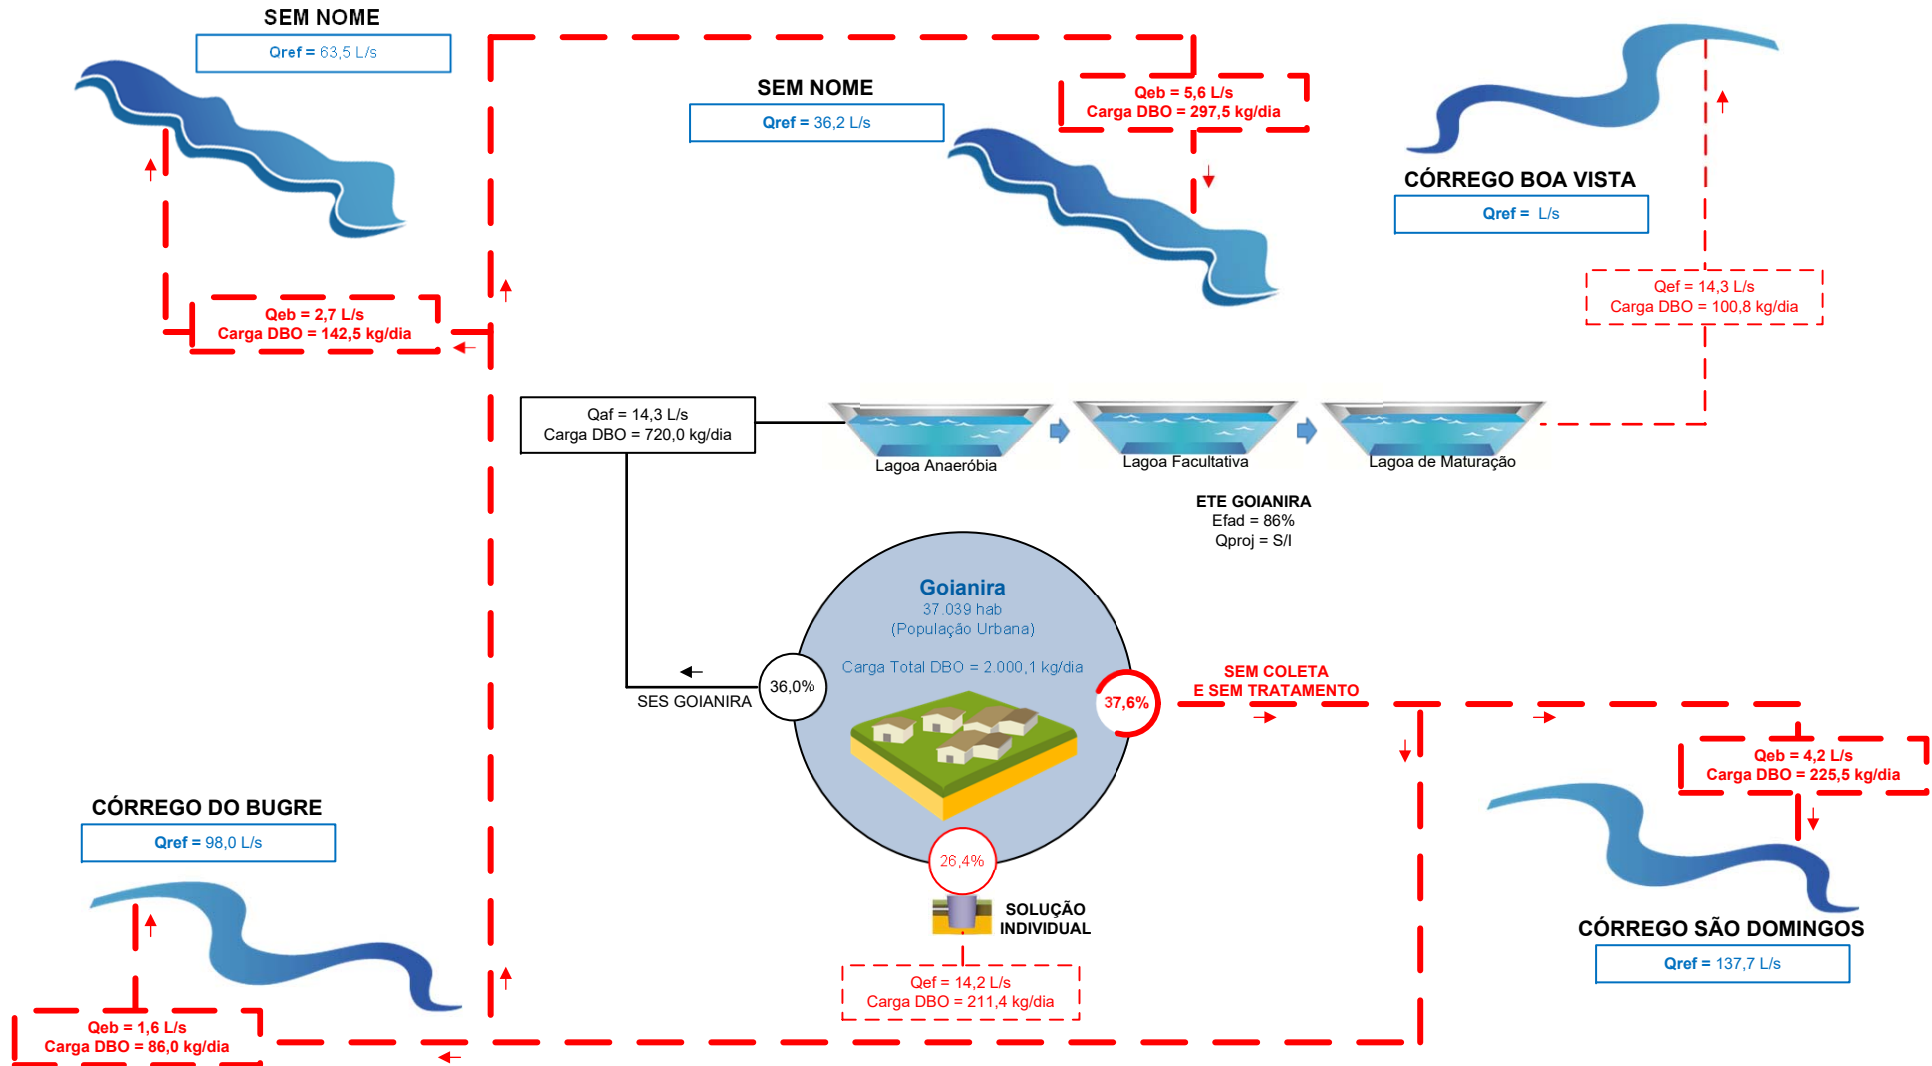 SEM NOME
Qref = 63,5 L/s
SEM NOME
Qref = 36,2 L/s
Qeb = 5,6 L/s
Carga DBO = 297,5 kg/dia
CÓRREGO BOA VISTA
Qref =  L/s
Qef = 14,3 L/s
Carga DBO = 100,8 kg/dia
Qeb = 2,7 L/s
Carga DBO = 142,5 kg/dia
Qaf = 14,3 L/s
Carga DBO = 720,0 kg/dia
Lagoa Anaeróbia
Lagoa Facultativa
Lagoa de Maturação
ETE GOIANIRA
Efad = 86%
Qproj = S/I
Goianira
37.039 hab
(População Urbana)
Carga Total DBO = 2.000,1 kg/dia
36,0%
SES GOIANIRA
37,6%
SEM COLETA
E SEM TRATAMENTO
Qeb = 4,2 L/s
Carga DBO = 225,5 kg/dia
CÓRREGO DO BUGRE
Qref = 98,0 L/s
26,4%
SOLUÇÃO
INDIVIDUAL
CÓRREGO SÃO DOMINGOS
Qref = 137,7 L/s
Qef = 14,2 L/s
Carga DBO = 211,4 kg/dia
Qeb = 1,6 L/s
Carga DBO = 86,0 kg/dia